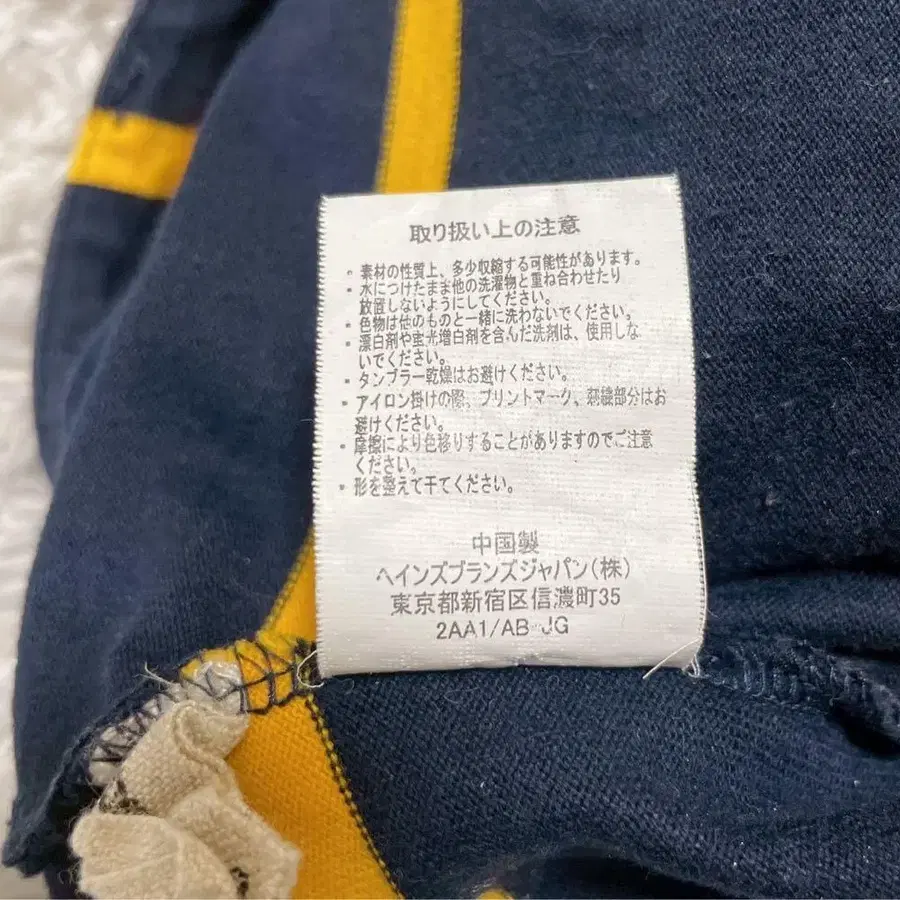 取り扱い上の注意
・素材の性質上、多少収縮する可能性があります。
・水につけたまま他の洗濯物と重ね合わせたり
放置しないようにしてください。
・色物は他のものと一緒に洗わないでください。
・漂白剤や蛍光増白剤を含んだ洗剤は、使用しな
いでください。
・タンブラー乾燥はお避けください。
・アイロン掛けの際、プリントマーク、刺繍部分はお
避けください。
・摩擦により色移りすることがありますのでご注意
ください。
・形を整えて干てください。
中国製
ヘインズブランズジャパン(株)
東京都新宿区信濃町35
2AA1/AB-JG